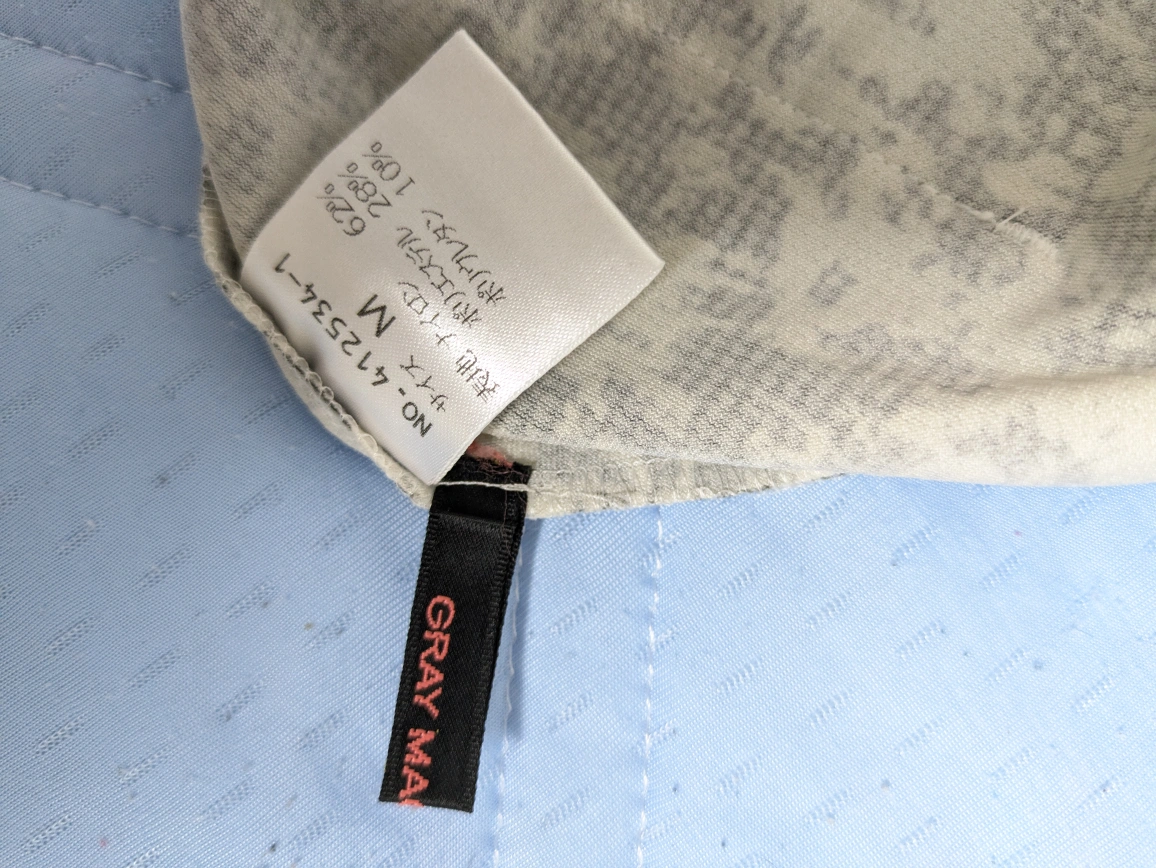 NO.412534-1
サイズ M
表地 ナイロン 62%
ポリエステル 28%
ポリウレタン 10%
GRAY MA